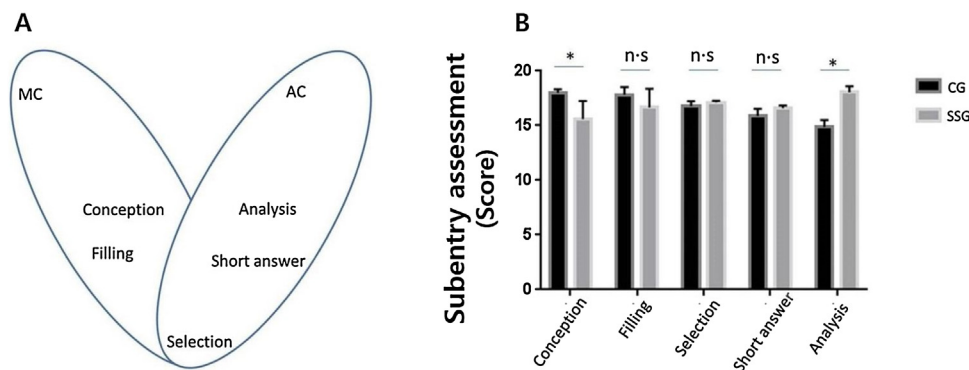 A
MC
AC
Conception
Analysis
Filling
Short answer
Selection
B
Subentry assessment
(Score)
20
15
10
5
0
*
n·s
n·s
n·s
*
Conception
Filling
Selection
Short answer
Analysis
CG
SSG